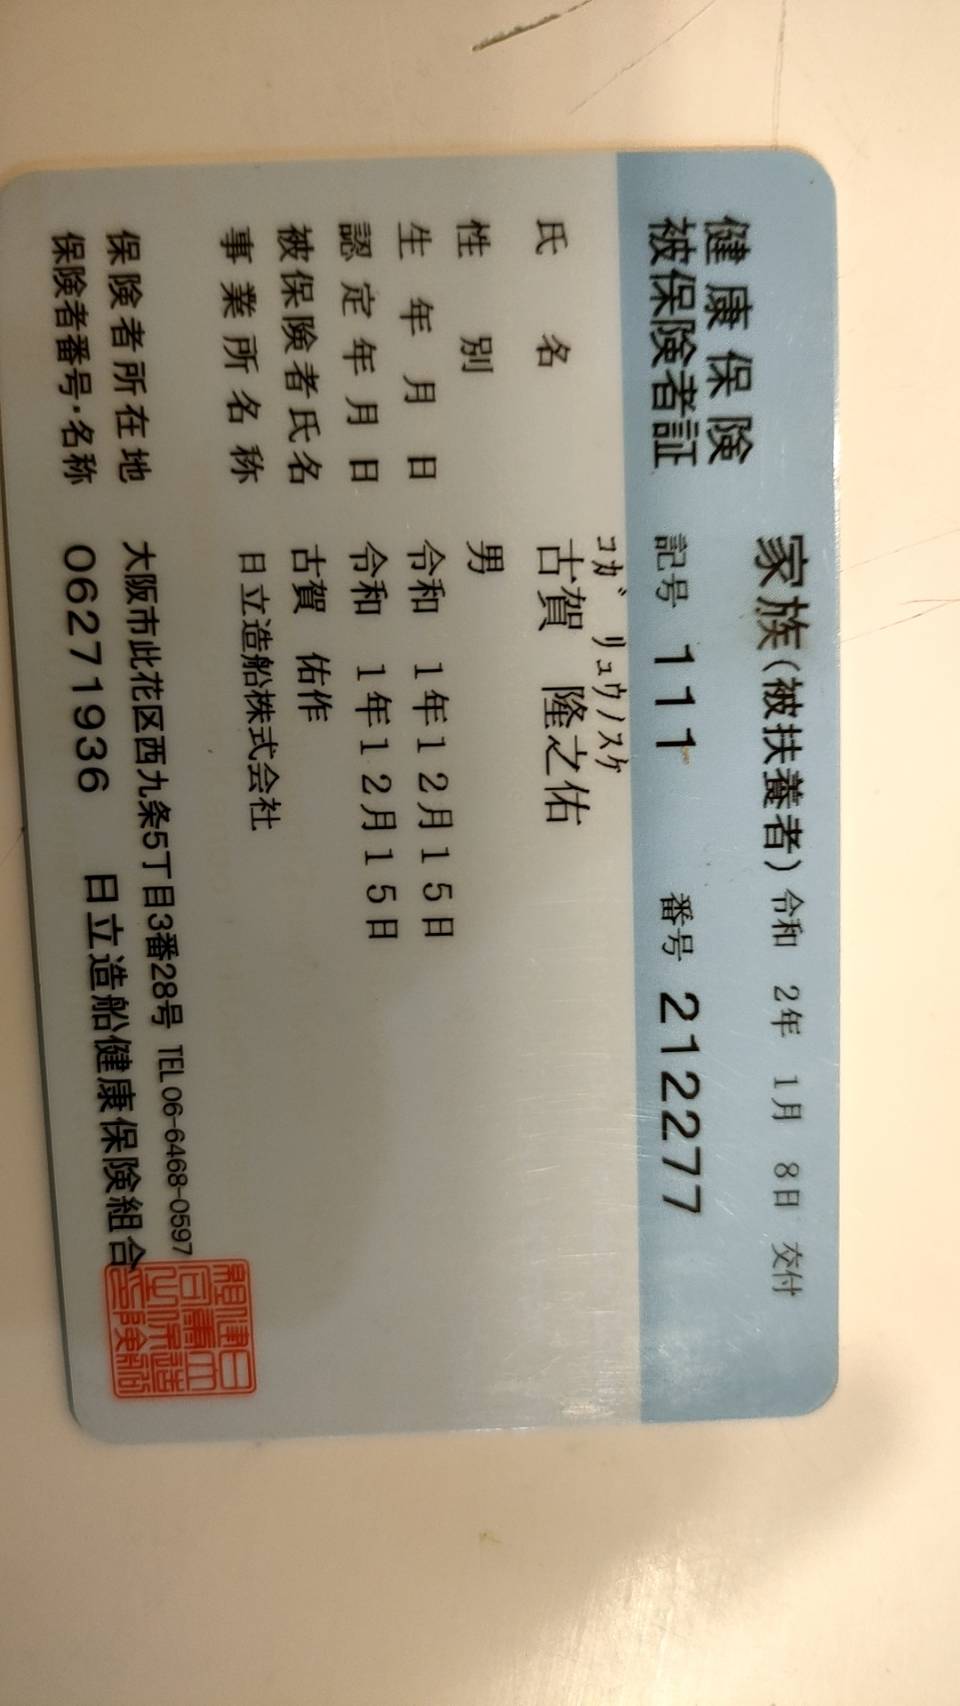 健康保険 家族(被扶養者) 令和 2年 1月 8日 交付
被保険者証 記号 111 番号 212277
ｺｶﾞ ﾘｭｳﾉｽｹ
氏名 古賀 隆之佑
性別 男
生年月日 令和 1年12月15日
認定年月日 令和 1年12月15日
被保険者氏名 古賀 佑作
事業所名称 日立造船株式会社
保険者所在地 大阪市此花区西九条5丁目3番28号 TEL06-6468-0597
保険者番号・名称 06271936 日立造船健康保険組合